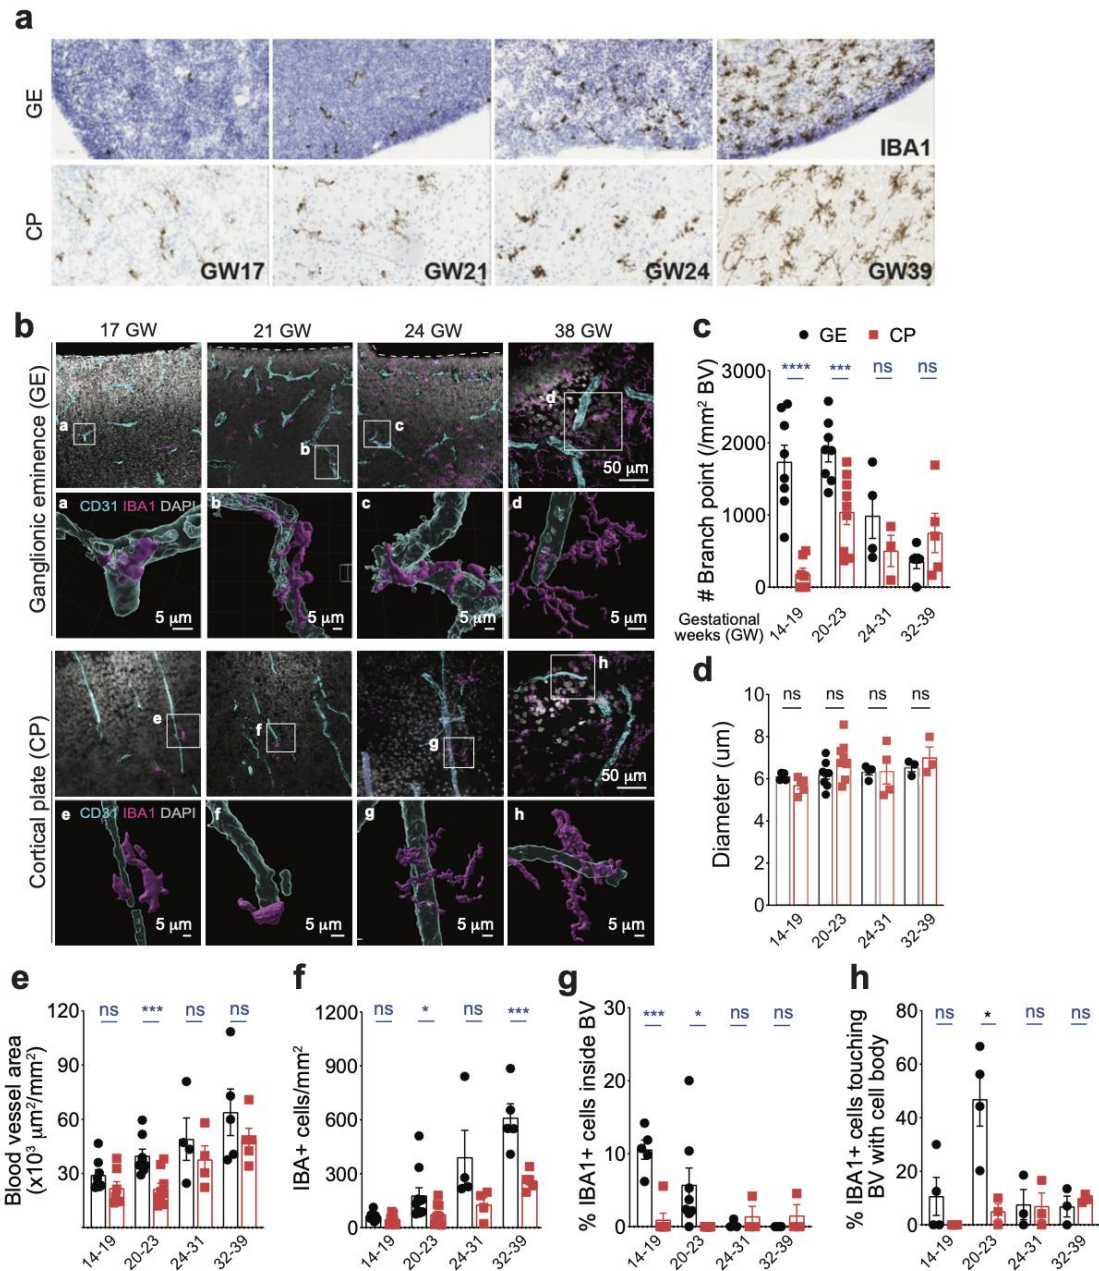 a
GE
IBA1
CP
GW17
GW21
GW24
GW39
b
17 GW
21 GW
24 GW
38 GW
Ganglionic eminence (GE)
a
b
c
d
50 µm
a
CD31 IBA1 DAPI
b
c
d
5 µm
5 µm
5 µm
5 µm
Cortical plate (CP)
e
f
g
h
50 µm
e
CD31 IBA1 DAPI
f
g
h
5 µm
5 µm
5 µm
5 µm
c
GE
CP
# Branch point (/mm² BV)
****
***
ns
ns
3000
2000
1000
0
Gestational
weeks (GW)
14-19
20-23
24-31
32-39
d
Diameter (um)
ns
ns
ns
ns
10
8
6
4
2
0
14-19
20-23
24-31
32-39
e
Blood vessel area
(x10³ µm²/mm²)
ns
***
ns
ns
120
90
60
30
14-19
20-23
24-31
32-39
f
IBA+ cells/mm²
ns
*
ns
***
1200
900
600
300
0
14-19
20-23
24-31
32-39
g
% IBA1+ cells inside BV
***
*
ns
ns
30
20
10
0
14-19
20-23
24-31
32-39
h
% IBA1+ cells touching
BV with cell body
ns
*
ns
ns
80
60
40
20
0
14-19
20-23
24-31
32-39